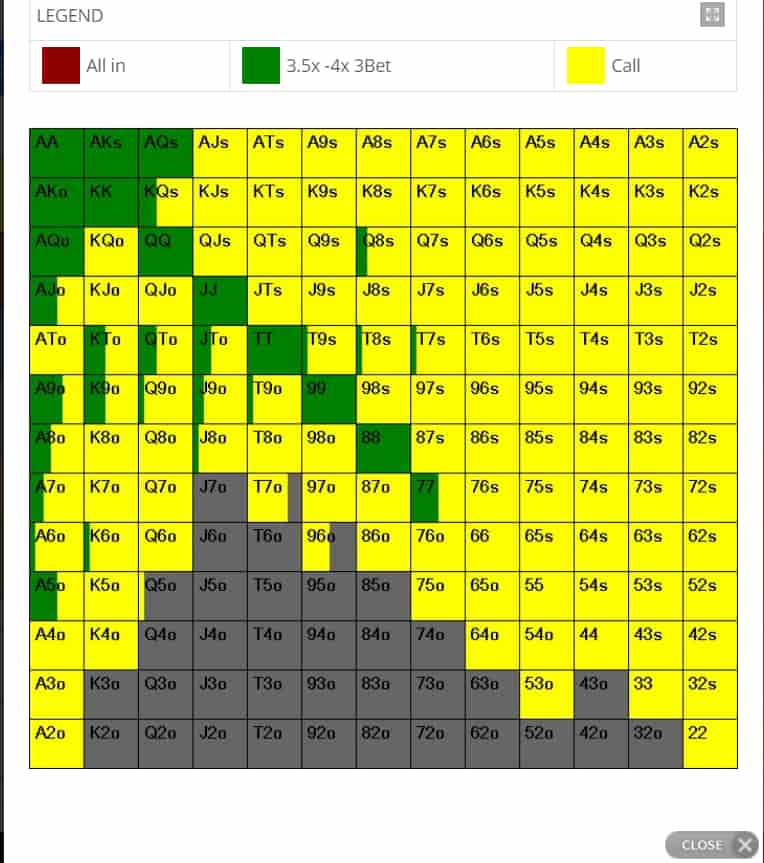 LEGEND
All in 3.5x -4x 3Bet Call
AA AKs AQs AJs ATs A9s A8s A7s A6s A5s A4s A3s A2s
AKo KK KQs KJs KTs K9s K8s K7s K6s K5s K4s K3s K2s
AQo KQo QQ QJs QTs Q9s Q8s Q7s Q6s Q5s Q4s Q3s Q2s
AJo KJo QJo JJ JTs J9s J8s J7s J6s J5s J4s J3s J2s
ATo KTo QTo JTo TT T9s T8s T7s T6s T5s T4s T3s T2s
A9o K9o Q9o J9o T9o 99 98s 97s 96s 95s 94s 93s 92s
A8o K8o Q8o J8o T8o 98o 88 87s 86s 85s 84s 83s 82s
A7o K7o Q7o J7o T7o 97o 87o 77 76s 75s 74s 73s 72s
A6o K6o Q6o J6o T6o 96o 86o 76o 66 65s 64s 63s 62s
A5o K5o Q5o J5o T5o 95o 85o 75o 65o 55 54s 53s 52s
A4o K4o Q4o J4o T4o 94o 84o 74o 64o 54o 44 43s 42s
A3o K3o Q3o J3o T3o 93o 83o 73o 63o 53o 43o 33 32s
A2o K2o Q2o J2o T2o 92o 82o 72o 62o 52o 42o 32o 22
CLOSE